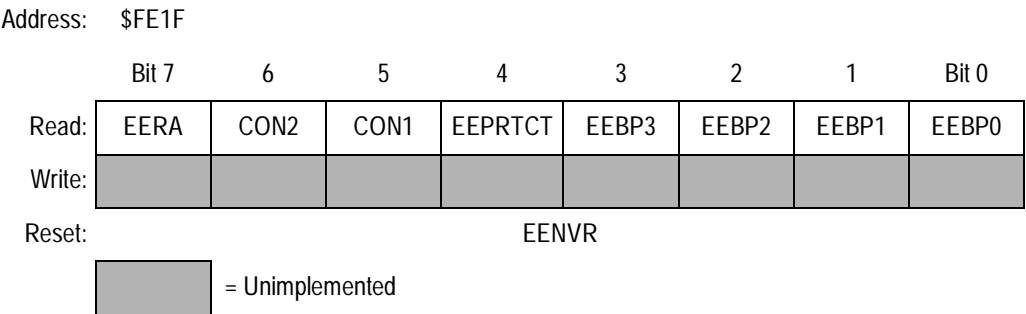 Address: $FE1F
Bit 7 6 5 4 3 2 1 Bit 0
Read: EERA CON2 CON1 EEPRTCT EEBP3 EEBP2 EEBP1 EEBP0
Write:
Reset: EENVR
= Unimplemented